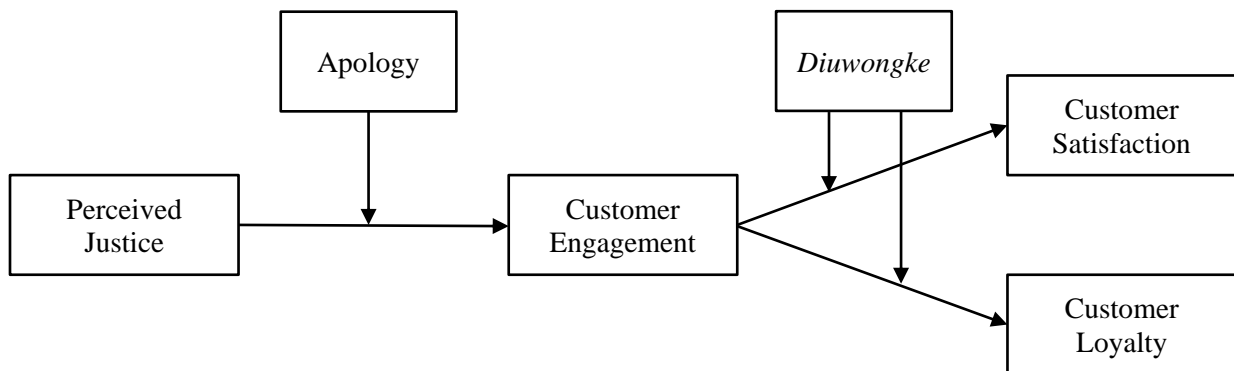 Apology
Diuwongke
Customer
Satisfaction
Perceived
Justice
Customer
Engagement
Customer
Loyalty